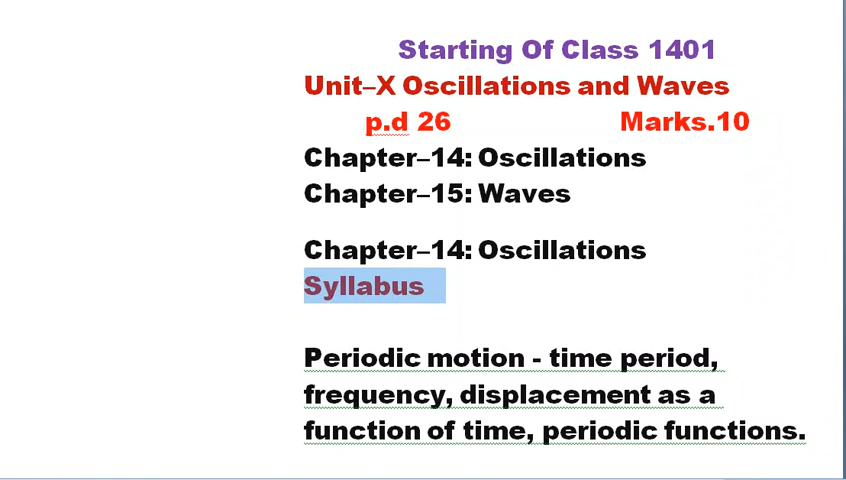 Starting Of Class 1401
Unit–X Oscillations and Waves
p.d 26 Marks.10
Chapter–14: Oscillations
Chapter–15: Waves
Chapter–14: Oscillations
Syllabus
Periodic motion - time period,
frequency, displacement as a
function of time, periodic functions.